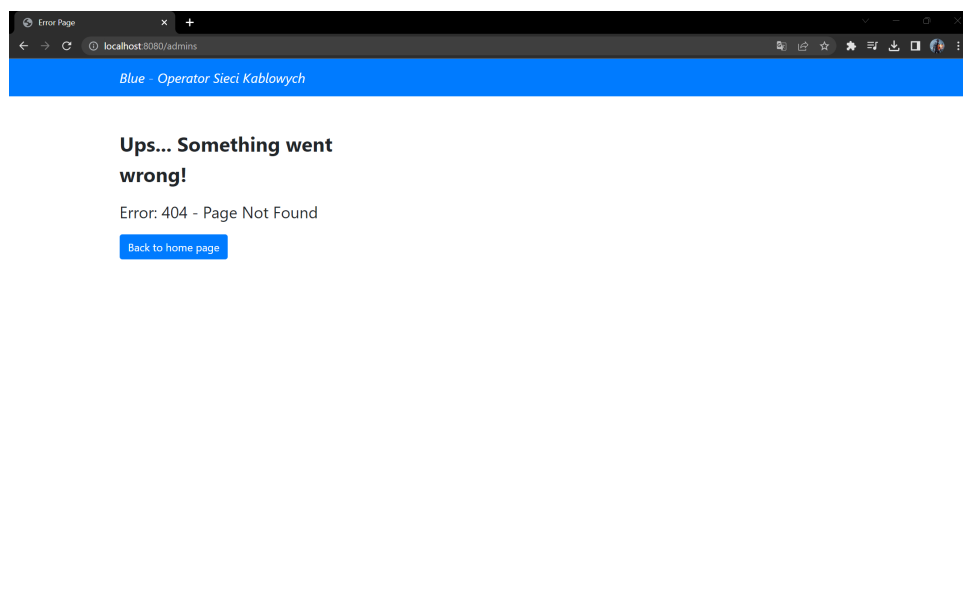 Error Page
localhost:8080/admins
Blue - Operator Sieci Kablowych
Ups... Something went
wrong!
Error: 404 - Page Not Found
Back to home page